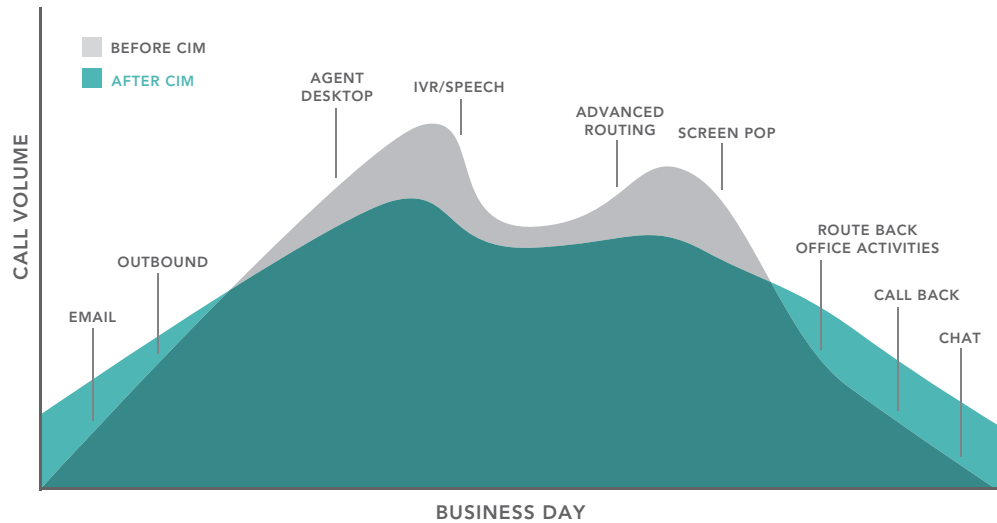 BEFORE CIM
AFTER CIM
AGENT
DESKTOP
IVR/SPEECH
ADVANCED
ROUTING
SCREEN POP
ROUTE BACK
OFFICE ACTIVITIES
OUTBOUND
CALL BACK
EMAIL
CHAT
CALL VOLUME
BUSINESS DAY